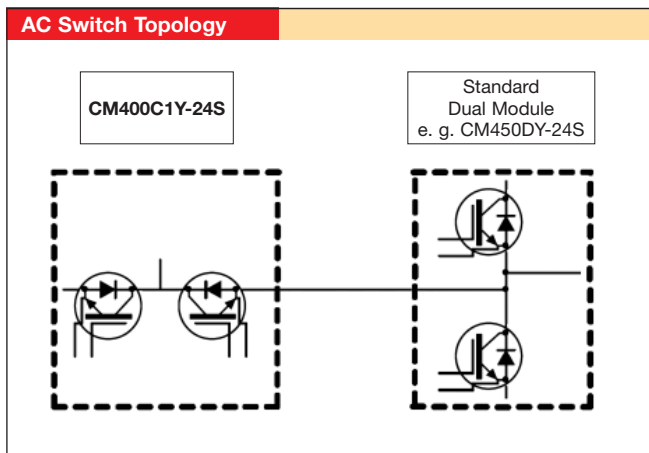 AC Switch Topology
CM400C1Y-24S
Standard
Dual Module
e. g. CM450DY-24S